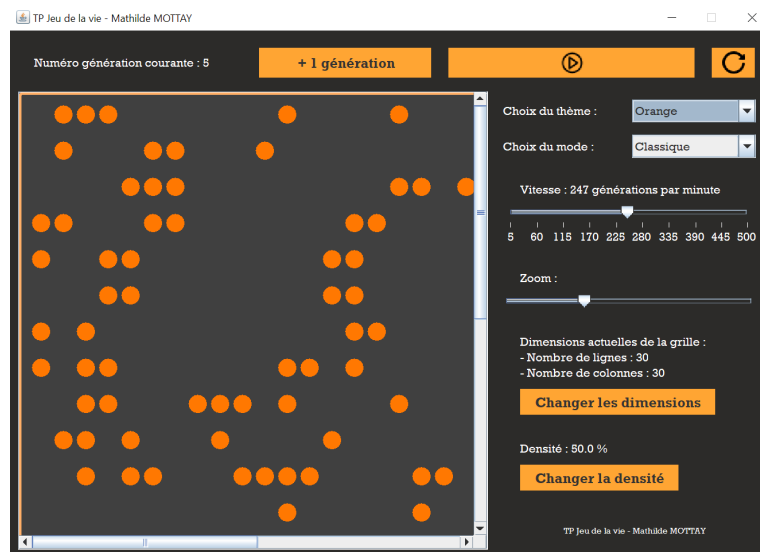 TP Jeu de la vie - Mathilde MOTTAY
Numéro génération courante : 5
+ 1 génération
Choix du thème :
Orange
Choix du mode :
Classique
Vitesse : 247 générations par minute
5 60 115 170 225 280 335 390 445 500
Zoom :
Dimensions actuelles de la grille :
- Nombre de lignes : 30
- Nombre de colonnes : 30
Changer les dimensions
Densité : 50.0 %
Changer la densité
TP Jeu de la vie - Mathilde MOTTAY